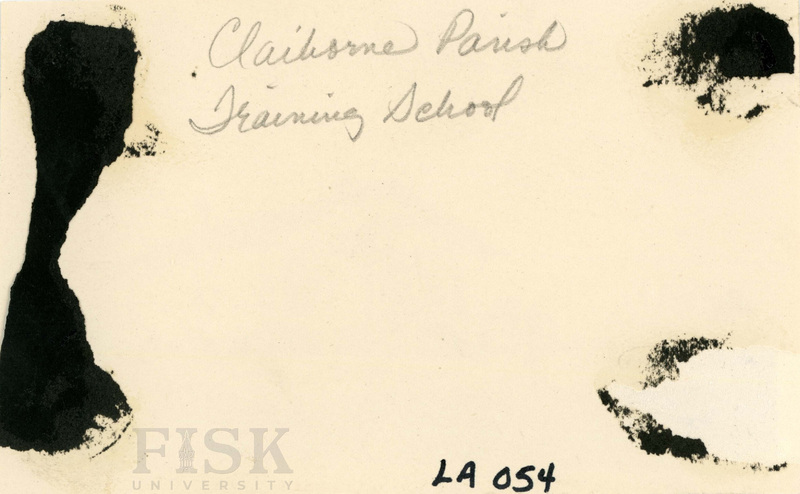 Claiborne Parish
Training School
FISK
UNIVERSITY
LA 054